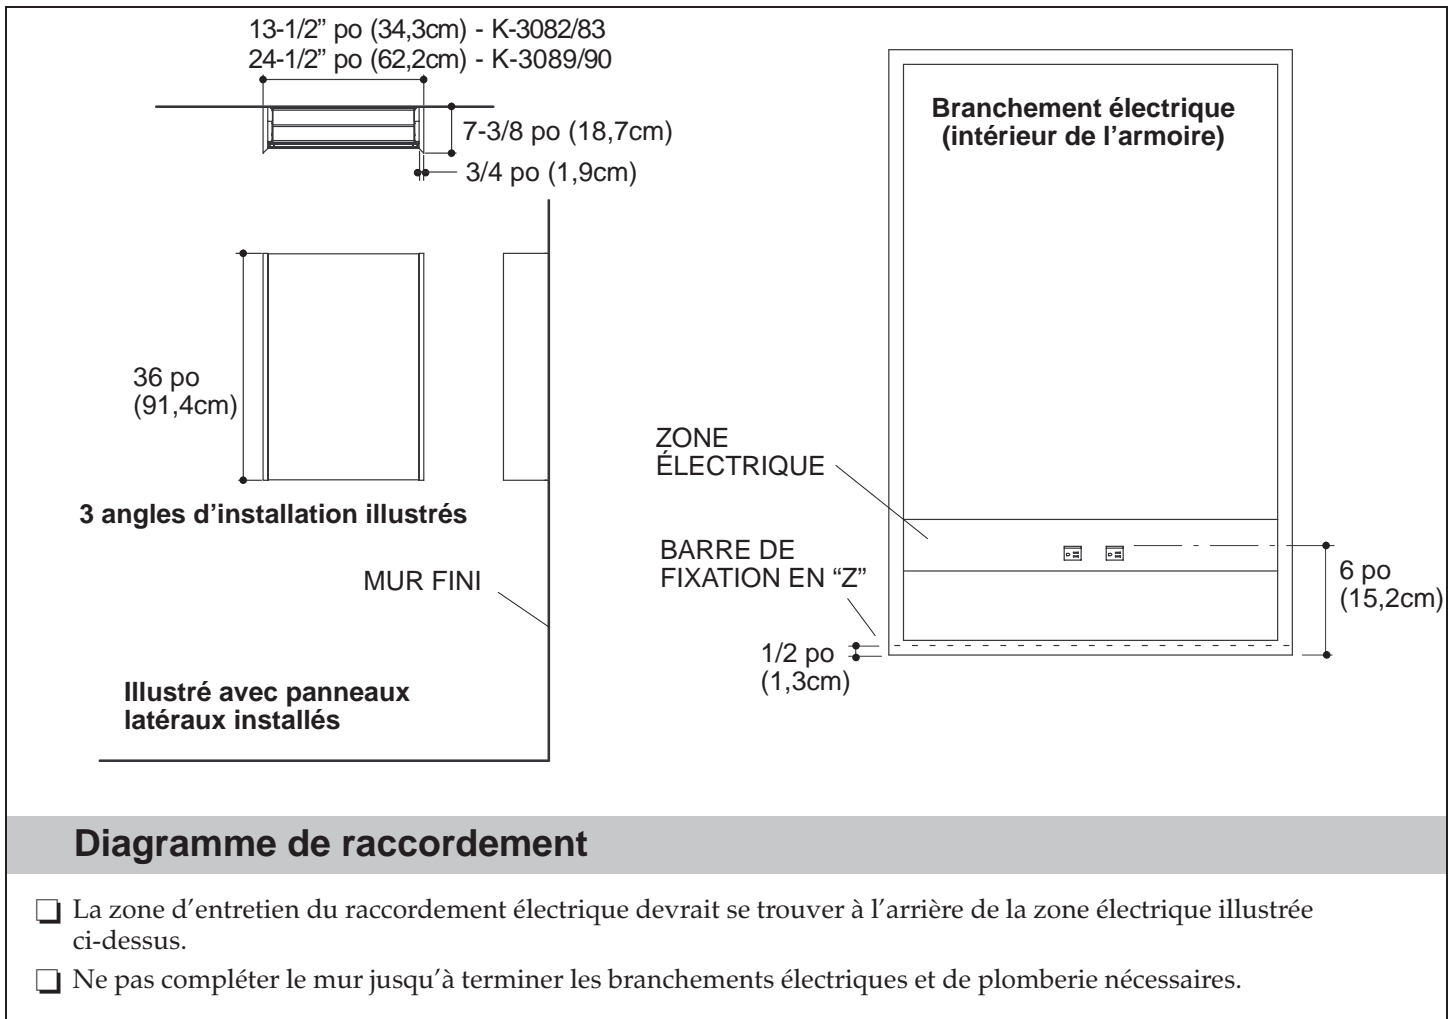 13-1/2” po (34,3cm) - K-3082/83
24-1/2” po (62,2cm) - K-3089/90
7-3/8 po (18,7cm)
3/4 po (1,9cm)
36 po
(91,4cm)
3 angles d’installation illustrés
MUR FINI
Illustré avec panneaux
latéraux installés
Branchement électrique
(intérieur de l’armoire)
ZONE
ÉLECTRIQUE
BARRE DE
FIXATION EN “Z”
1/2 po
(1,3cm)
6 po
(15,2cm)
Diagramme de raccordement
La zone d’entretien du raccordement électrique devrait se trouver à l’arrière de la zone électrique illustrée
ci-dessus.
Ne pas compléter le mur jusqu’à terminer les branchements électriques et de plomberie nécessaires.